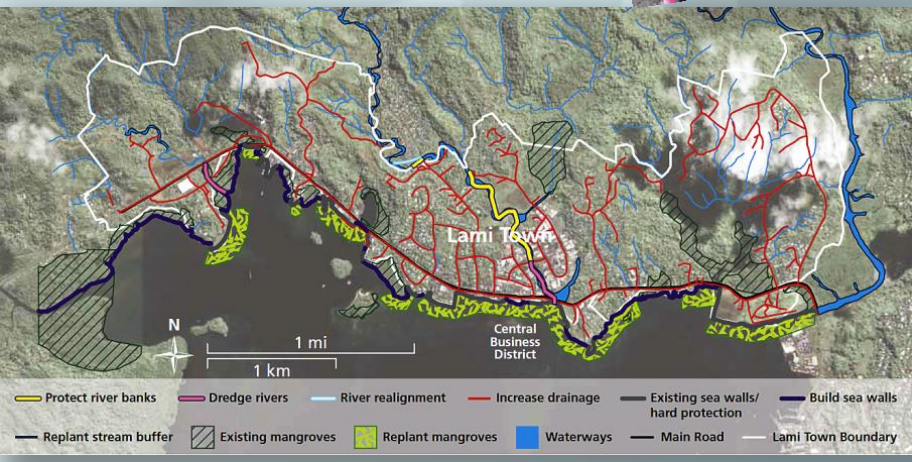 Lami Town
N
1 mi
1 km
Central
Business
District
Protect river banks
Dredge rivers
River realignment
Increase drainage
Existing sea walls/
hard protection
Build sea walls
Replant stream buffer
Existing mangroves
Replant mangroves
Waterways
Main Road
Lami Town Boundary